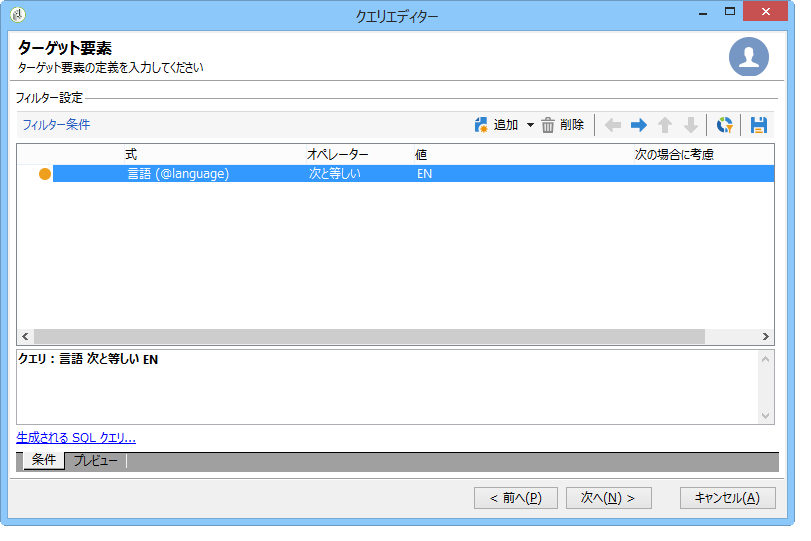 クエリエディター
ターゲット要素
ターゲット要素の定義を入力してください
フィルター設定
フィルター条件 追加 削除
式 オペレーター 値 次の場合に考慮
言語 (@language) 次と等しい EN
クエリ : 言語 次と等しい EN
生成される SQL クエリ...
条件 プレビュー
< 前へ(P) 次へ(N) > キャンセル(A)